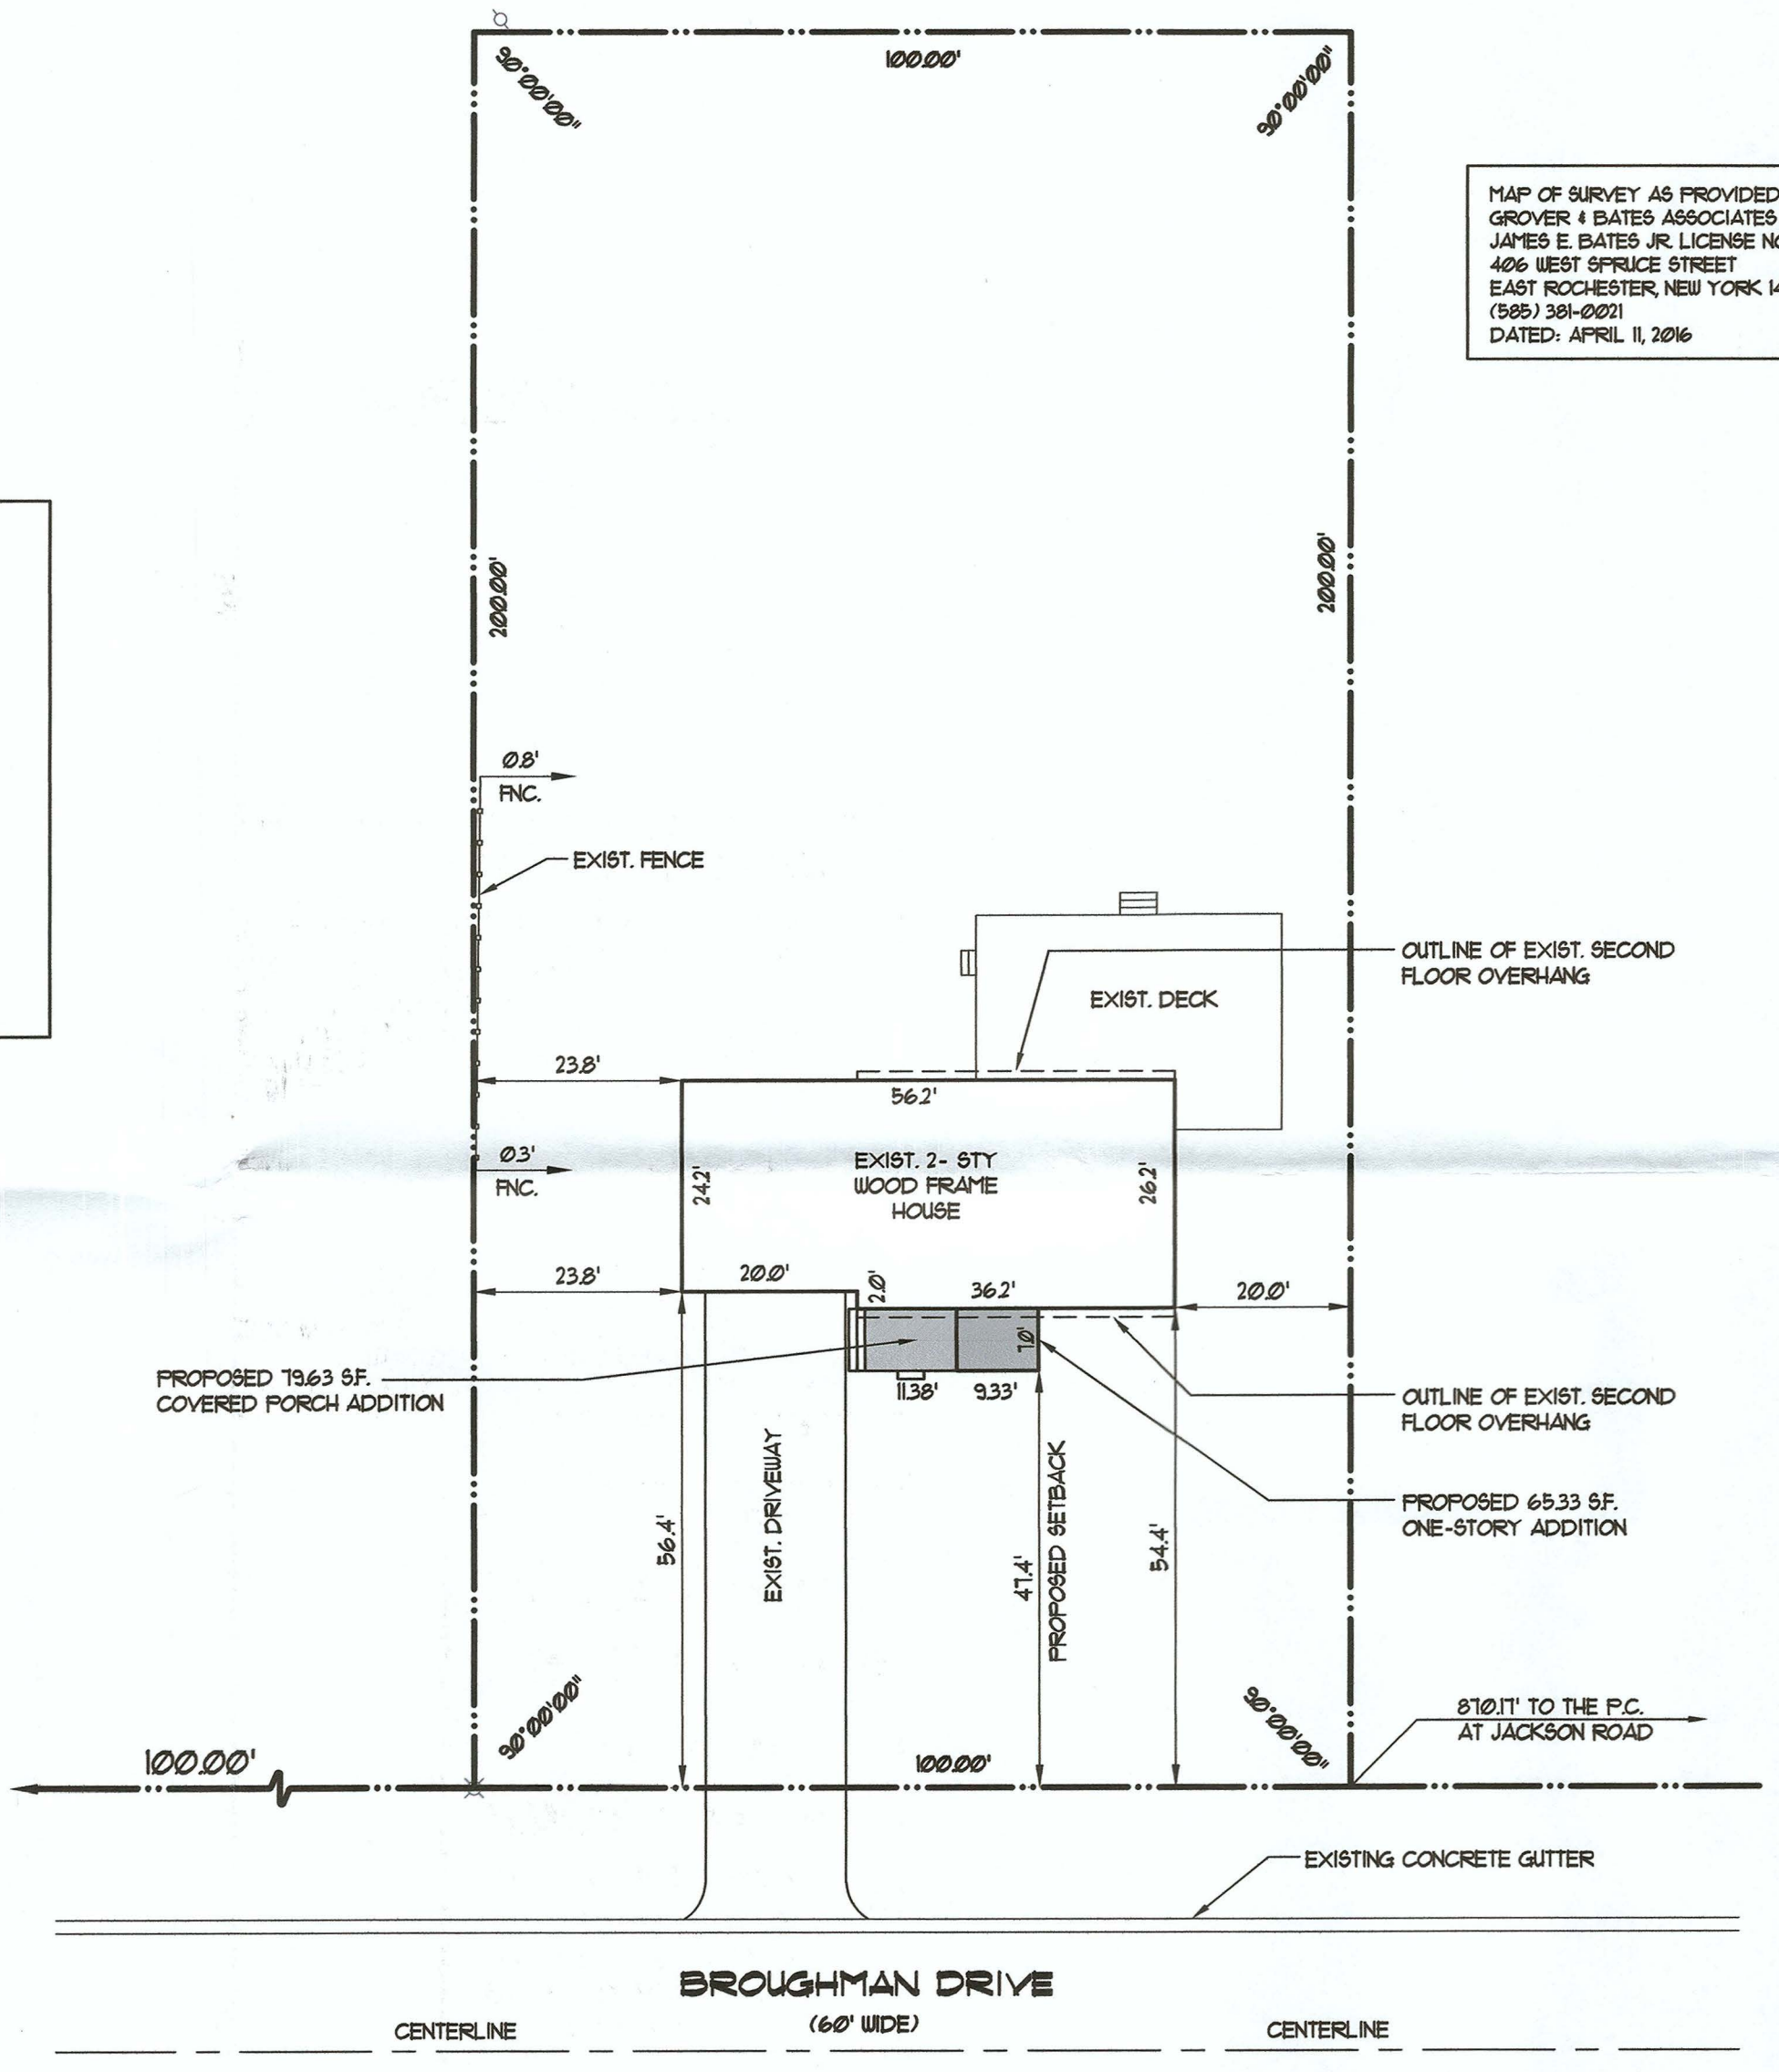 100.00'
90°00'00"
90°00'00"
MAP OF SURVEY AS PROVIDED
GROVER & BATES ASSOCIATES
JAMES E. BATES JR. LICENSE
406 WEST SPRUCE STREET
EAST ROCHESTER, NEW YORK
(585) 381-0021
DATED: APRIL 11, 2016
200.00'
200.00'
0.8'
FNC.
EXIST. FENCE
OUTLINE OF EXIST. SECOND
FLOOR OVERHANG
EXIST. DECK
23.8'
56.2'
0.3'
FNC.
24.2'
EXIST. 2- STY
WOOD FRAME
HOUSE
26.2'
23.8'
20.0'
2.0'
36.2'
20.0'
7.0'
PROPOSED 79.63 S.F.
COVERED PORCH ADDITION
11.38'
9.33'
OUTLINE OF EXIST. SECOND
FLOOR OVERHANG
PROPOSED 65.33 S.F.
ONE-STORY ADDITION
56.4'
EXIST. DRIVEWAY
47.4'
PROPOSED SETBACK
54.4'
90°00'00"
90°00'00"
870.17' TO THE P.C.
AT JACKSON ROAD
100.00'
100.00'
EXISTING CONCRETE GUTTER
BROUGHMAN DRIVE
(60' WIDE)
CENTERLINE
CENTERLINE